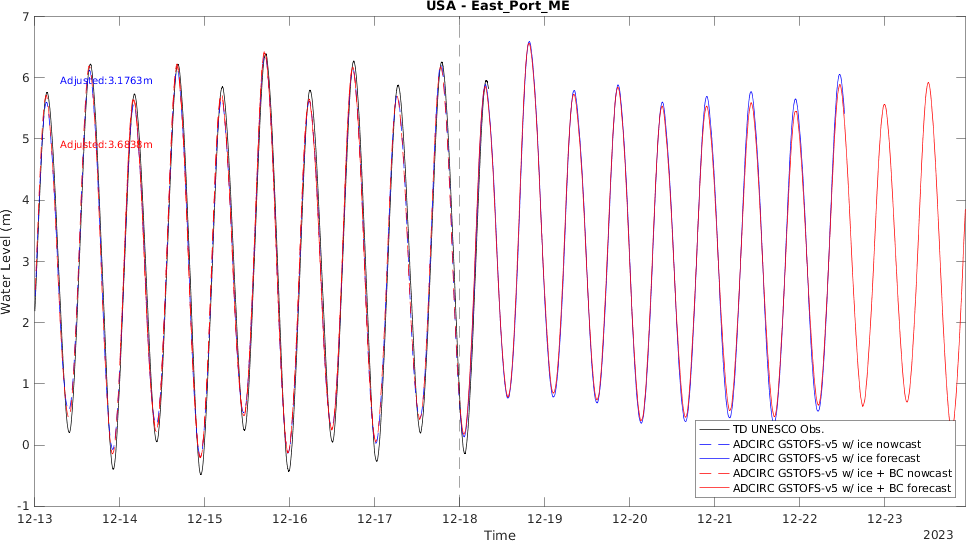 USA - East_Port_ME
7
6
5
4
3
2
1
0
-1
Water Level (m)
Adjusted:3.1763m
Adjusted:3.6838m
TD UNESCO Obs.
ADCIRC GSTOFS-v5 w/ ice nowcast
ADCIRC GSTOFS-v5 w/ ice forecast
ADCIRC GSTOFS-v5 w/ ice + BC nowcast
ADCIRC GSTOFS-v5 w/ ice + BC forecast
12-13 12-14 12-15 12-16 12-17 12-18 12-19 12-20 12-21 12-22 12-23
Time
2023